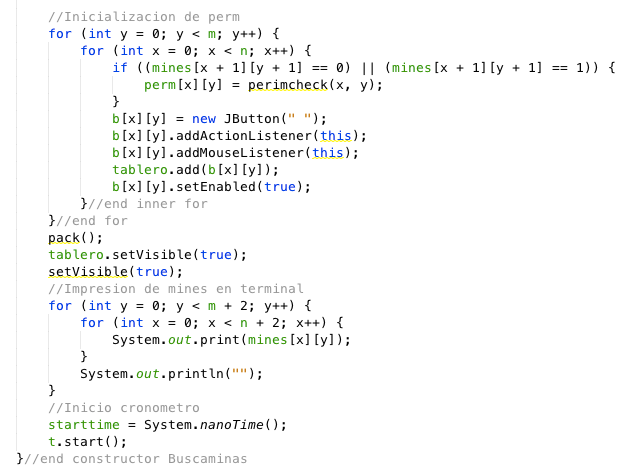 //Inicializacion de perm
for (int y = 0; y < m; y++) {
for (int x = 0; x < n; x++) {
if ((mines[x + 1][y + 1] == 0) || (mines[x + 1][y + 1] == 1)) {
perm[x][y] = perimcheck(x, y);
}
b[x][y] = new JButton(" ");
b[x][y].addActionListener(this);
b[x][y].addMouseListener(this);
tablero.add(b[x][y]);
b[x][y].setEnabled(true);
}//end inner for
}//end for
pack();
tablero.setVisible(true);
setVisible(true);
//Impresion de mines en terminal
for (int y = 0; y < m + 2; y++) {
for (int x = 0; x < n + 2; x++) {
System.out.print(mines[x][y]);
}
System.out.println("");
}
//Inicio cronometro
starttime = System.nanoTime();
t.start();
}//end constructor Buscaminas